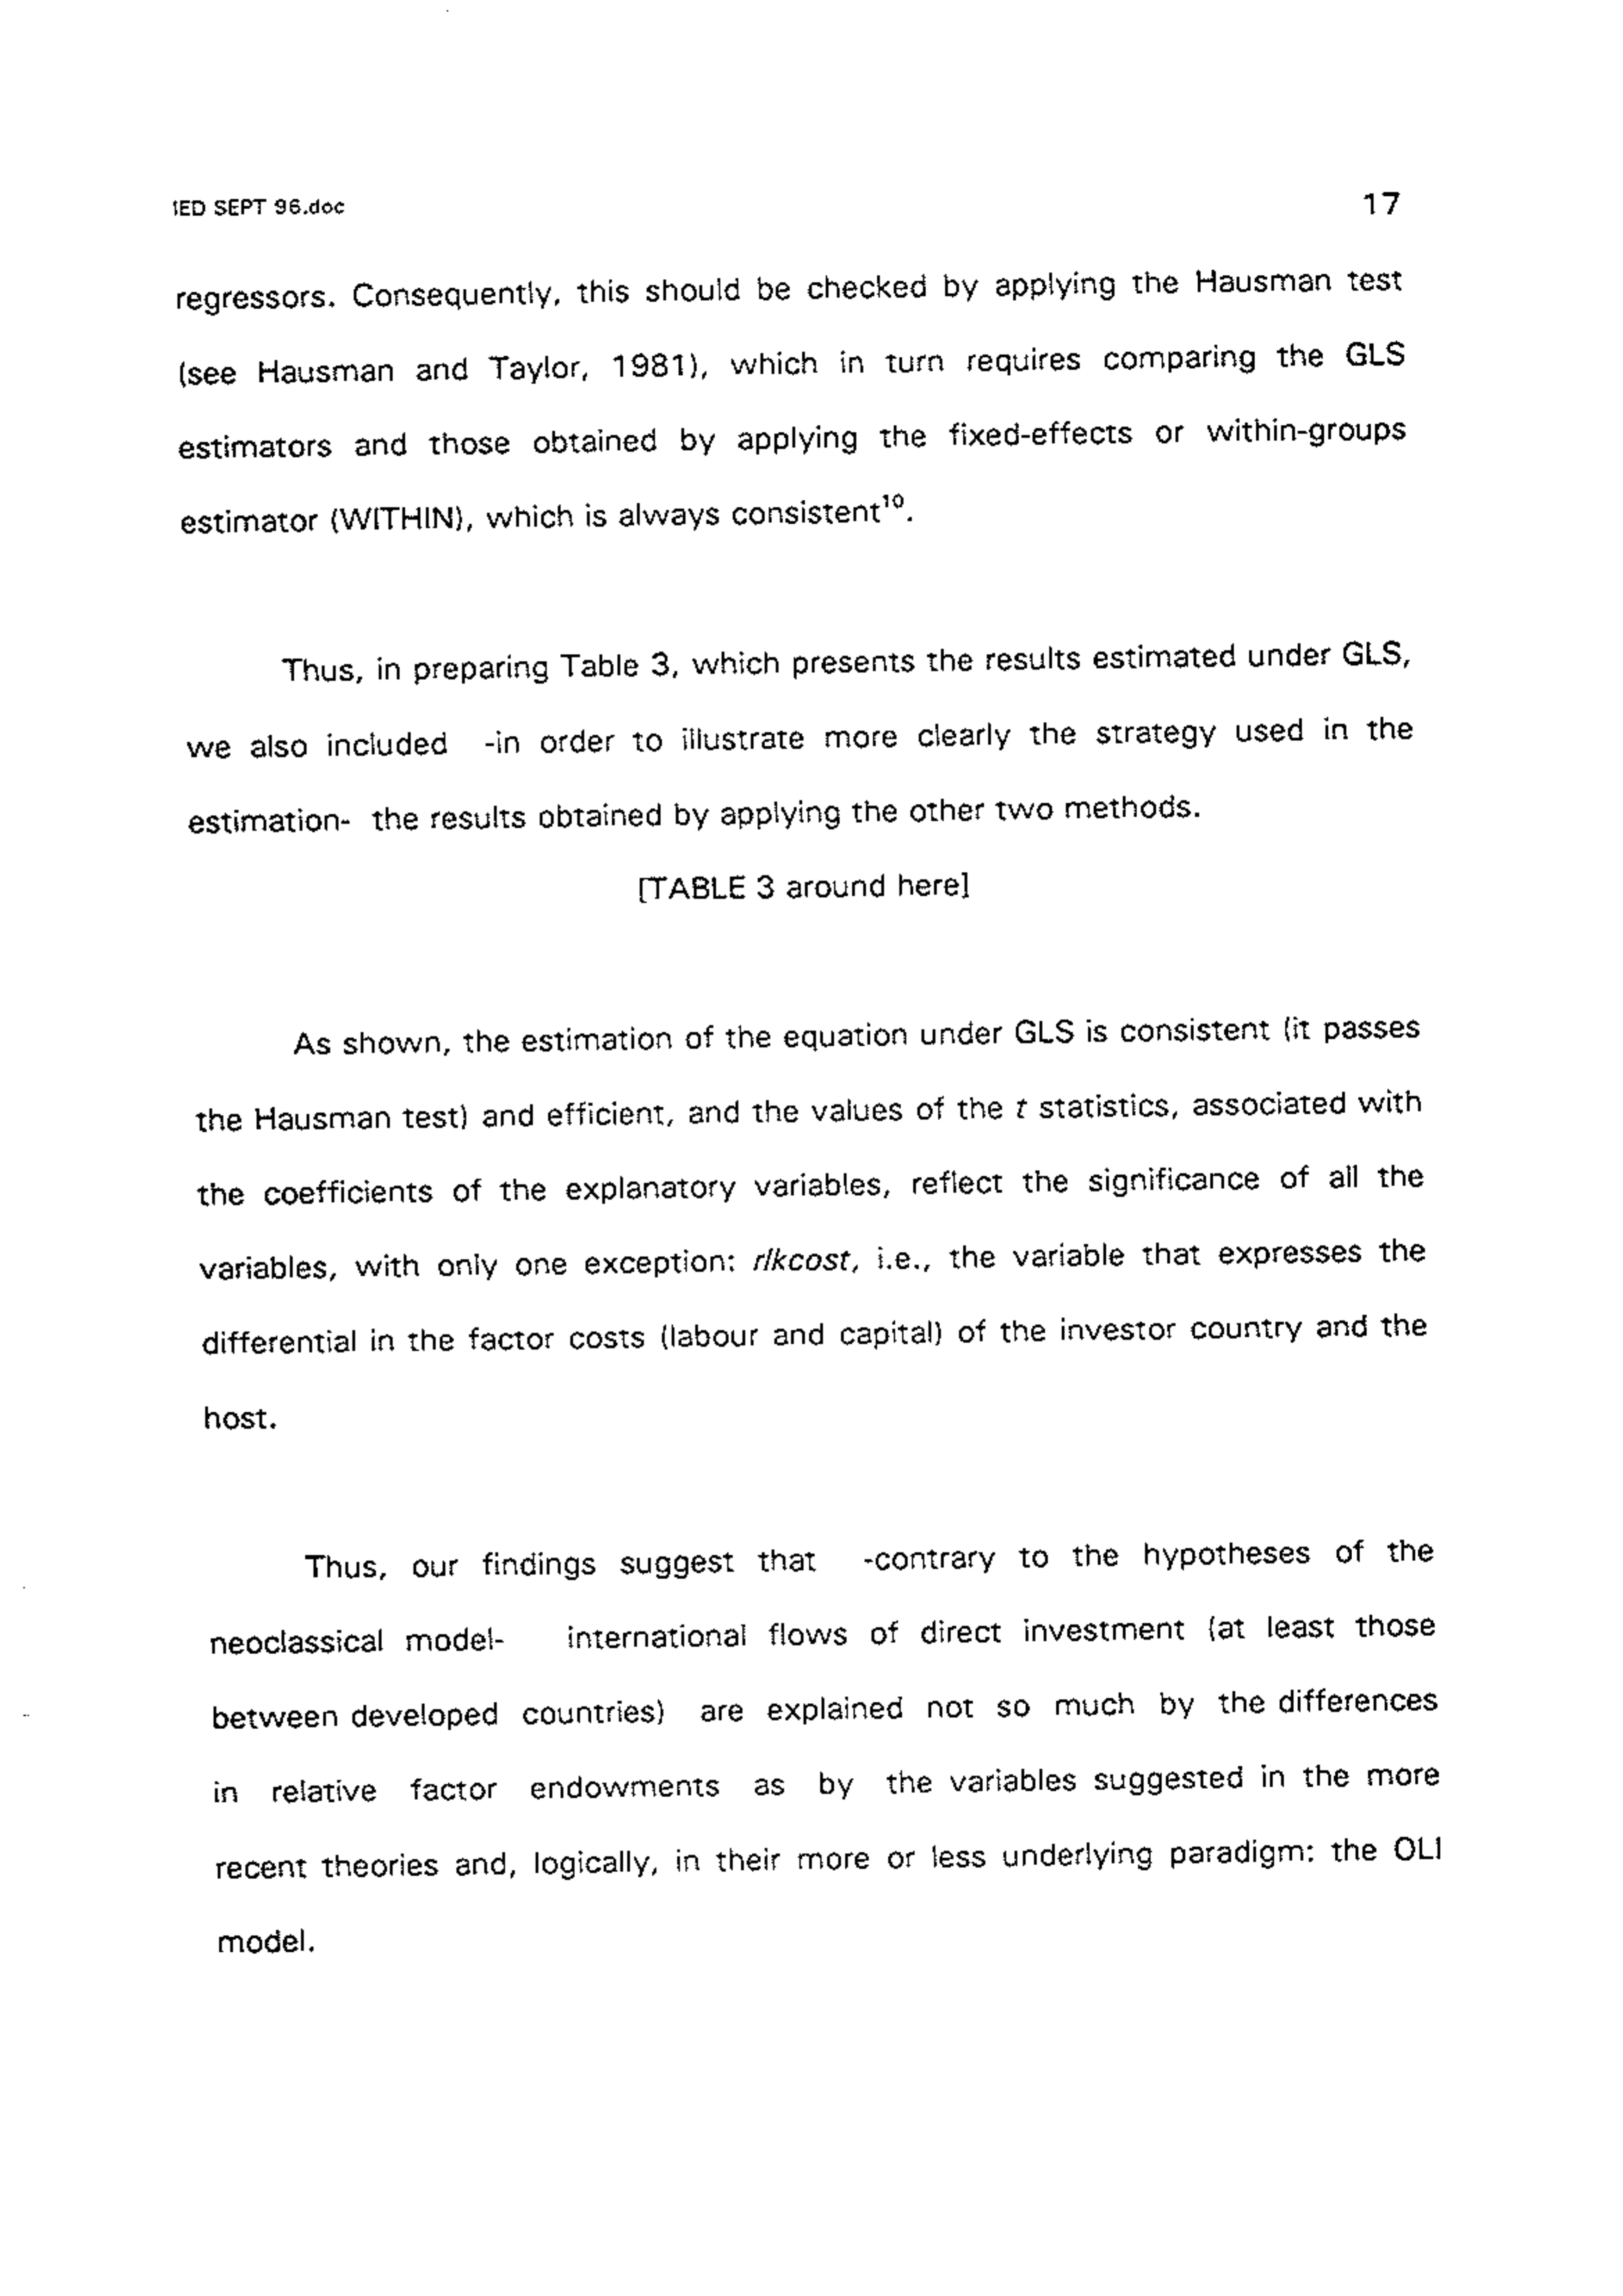 IED SEPT 96.doc 17
regressors. Consequently, this should be checked by applying the Hausman test
(see Hausman and Taylor, 1981), which in turn requires comparing the GLS
estimators and those obtained by applying the fixed-effects or within-groups
estimator (WITHIN), which is always consistent¹⁰.
Thus, in preparing Table 3, which presents the results estimated under GLS,
we also included -in order to illustrate more clearly the strategy used in the
estimation- the results obtained by applying the other two methods.
[TABLE 3 around here]
As shown, the estimation of the equation under GLS is consistent (it passes
the Hausman test) and efficient, and the values of the t statistics, associated with
the coefficients of the explanatory variables, reflect the significance of all the
variables, with only one exception: rlkcost, i.e., the variable that expresses the
differential in the factor costs (labour and capital) of the investor country and the
host.
Thus, our findings suggest that -contrary to the hypotheses of the
neoclassical model- international flows of direct investment (at least those
between developed countries) are explained not so much by the differences
in relative factor endowments as by the variables suggested in the more
recent theories and, logically, in their more or less underlying paradigm: the OLI
model.